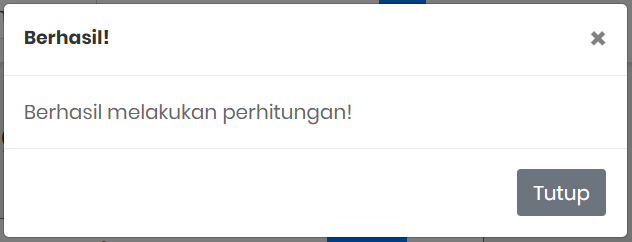 Berhasil!
×
Berhasil melakukan perhitungan!
Tutup